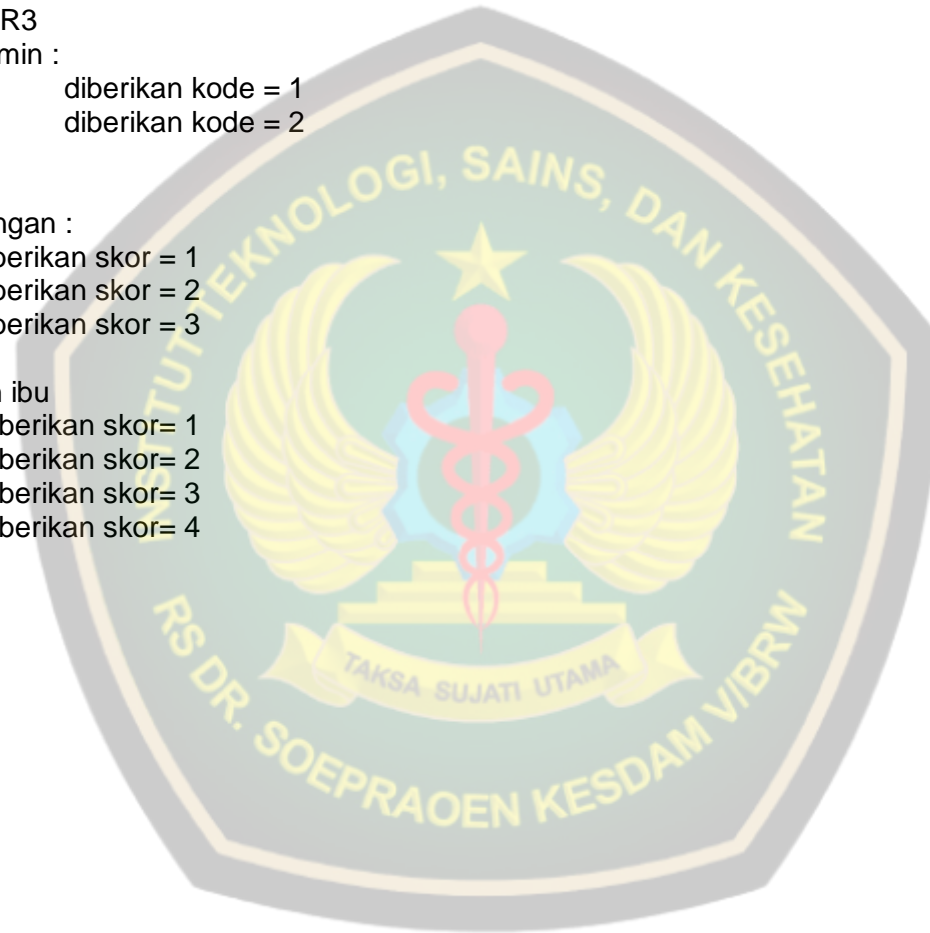 R3
min :
diberikan kode = 1
diberikan kode = 2
ngan :
berikan skor = 1
berikan skor = 2
berikan skor = 3
ibu
berikan skor= 1
berikan skor= 2
berikan skor= 3
berikan skor= 4
INSTITUT TEKNOLOGI, SAINS, DAN KESEHATAN
TAKSA SUJATI UTAMA
RS DR. SOEPRAOEN KESDAM V/BRW